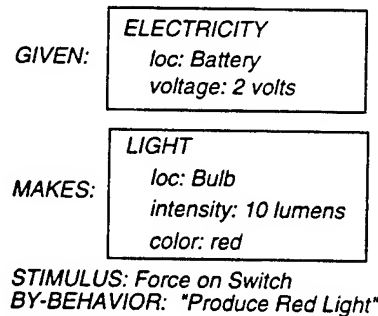 GIVEN:
ELECTRICITY
loc: Battery
voltage: 2 volts
MAKES:
LIGHT
loc: Bulb
intensity: 10 lumens
color: red
STIMULUS: Force on Switch
BY-BEHAVIOR: "Produce Red Light"